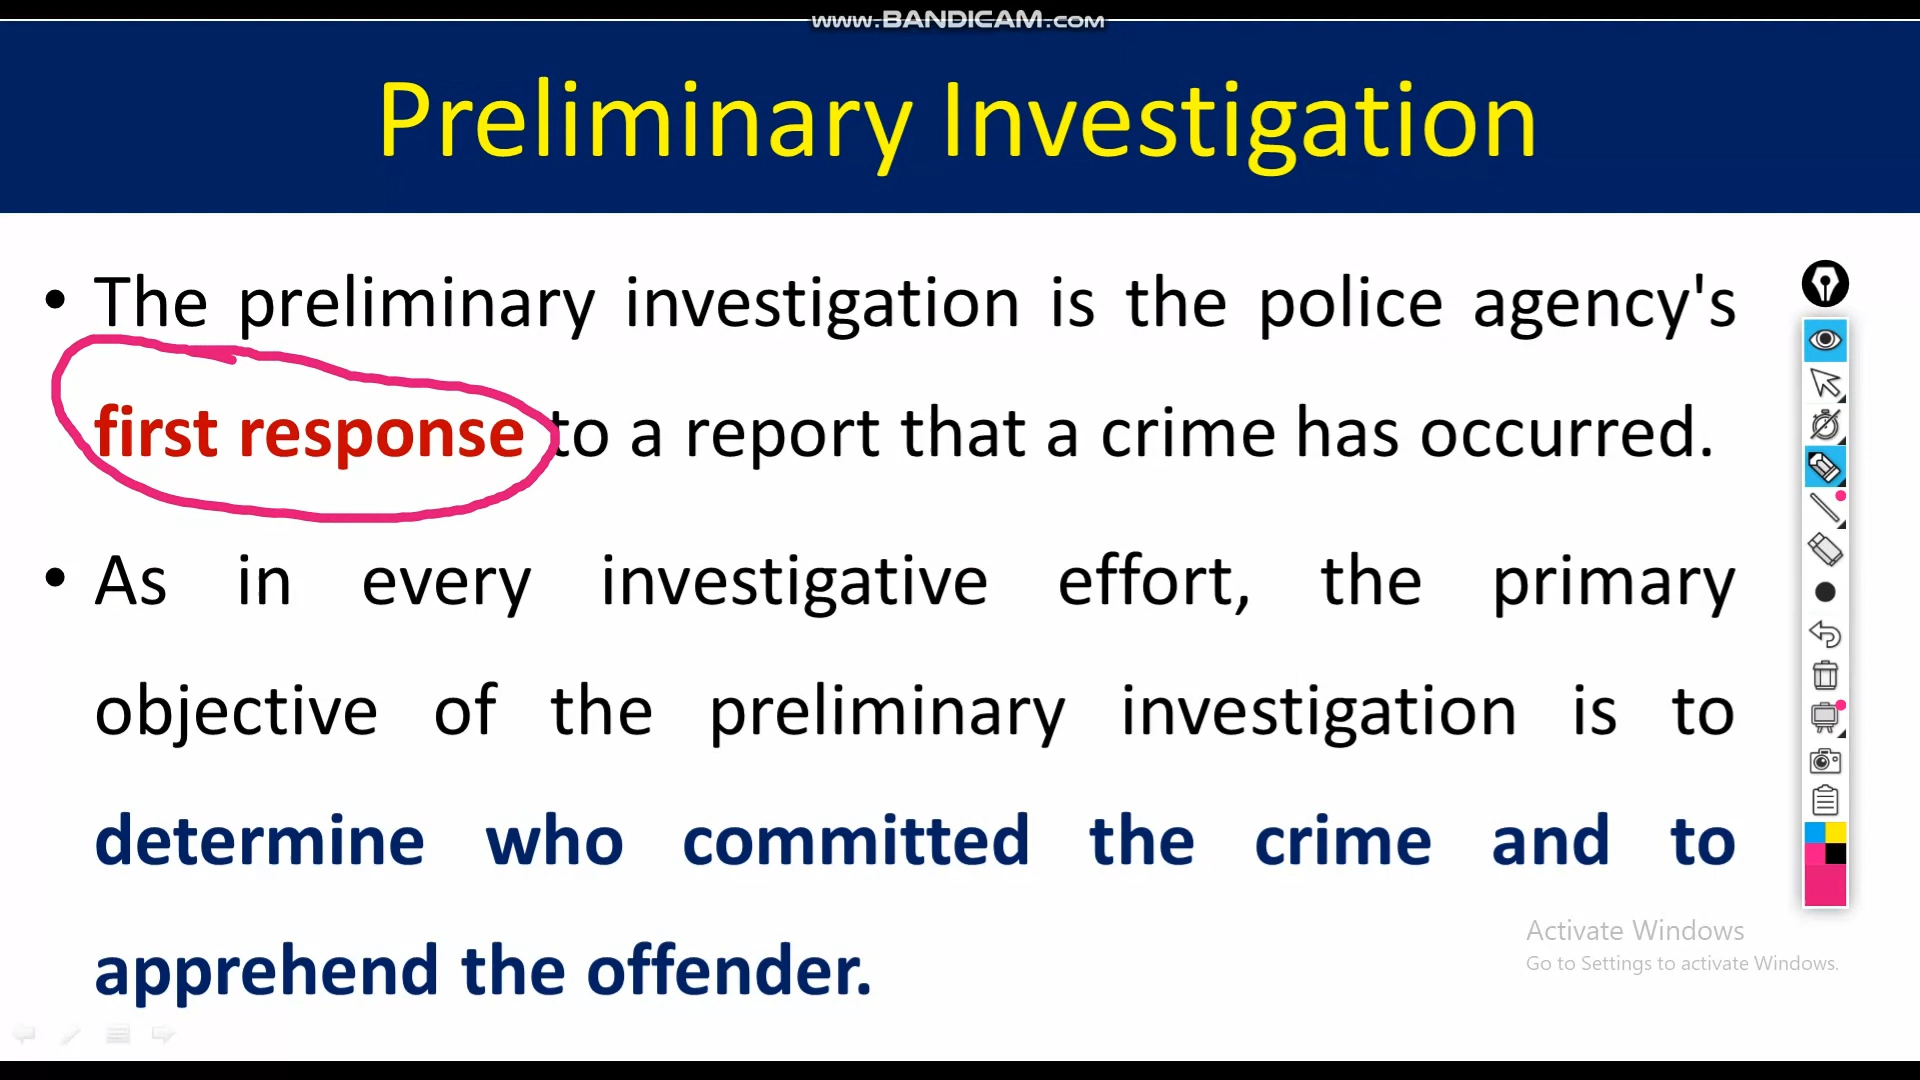 www.BANDICAM.com
Preliminary Investigation
• The preliminary investigation is the police agency's
first response to a report that a crime has occurred.
• As in every investigative effort, the primary
objective of the preliminary investigation is to
determine who committed the crime and to
apprehend the offender.
Activate Windows
Go to Settings to activate Windows.